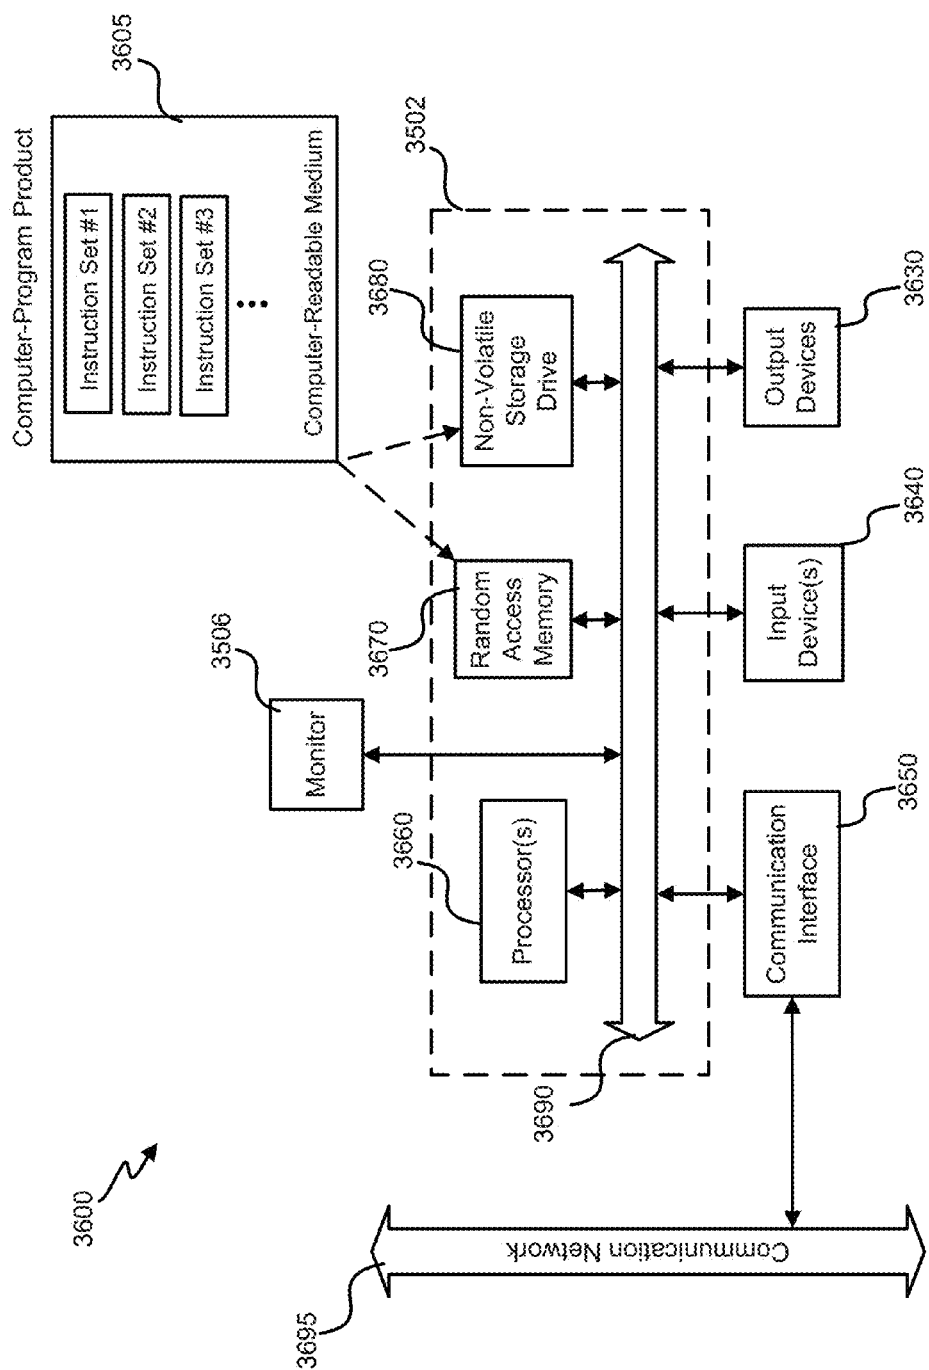 3600
Computer-Program Product
Instruction Set #1
Instruction Set #2
Instruction Set #3
Computer-Readable Medium
3605
3506
Monitor
3502
3660
Processor(s)
3670
Random
Access
Memory
3680
Non-Volatile
Storage
Drive
3690
3695
Communication Network
Communication
Interface
3650
Input
Device(s)
3640
Output
Devices
3630